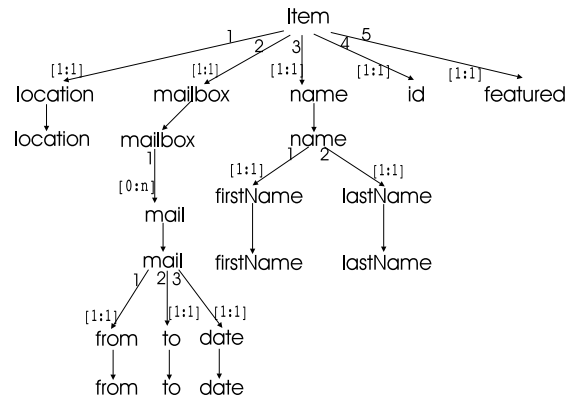 Item
1 2 3 4 5
[1:1] [1:1] [1:1] [1:1] [1:1]
location mailbox name id featured
location mailbox name
1 1 2
[0:n] [1:1] [1:1]
mail firstName lastName
mail firstName lastName
1 2 3
[1:1] [1:1] [1:1]
from to date
from to date